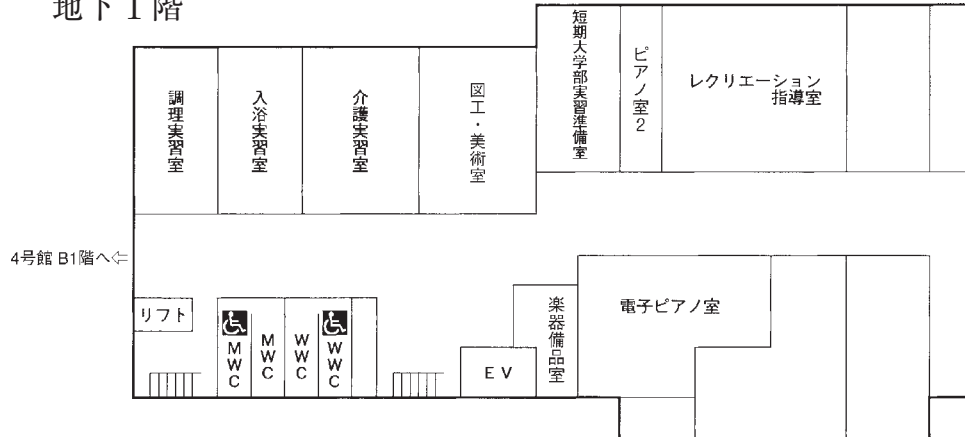 地下1階
調理実習室
入浴実習室
介護実習室
図工・美術室
短期大学部実習準備室
ピアノ室2
レクリエーション
指導室
4号館 B1階へ⇦
リフト
MWC
MWC
WWC
WWC
EV
楽器備品室
電子ピアノ室